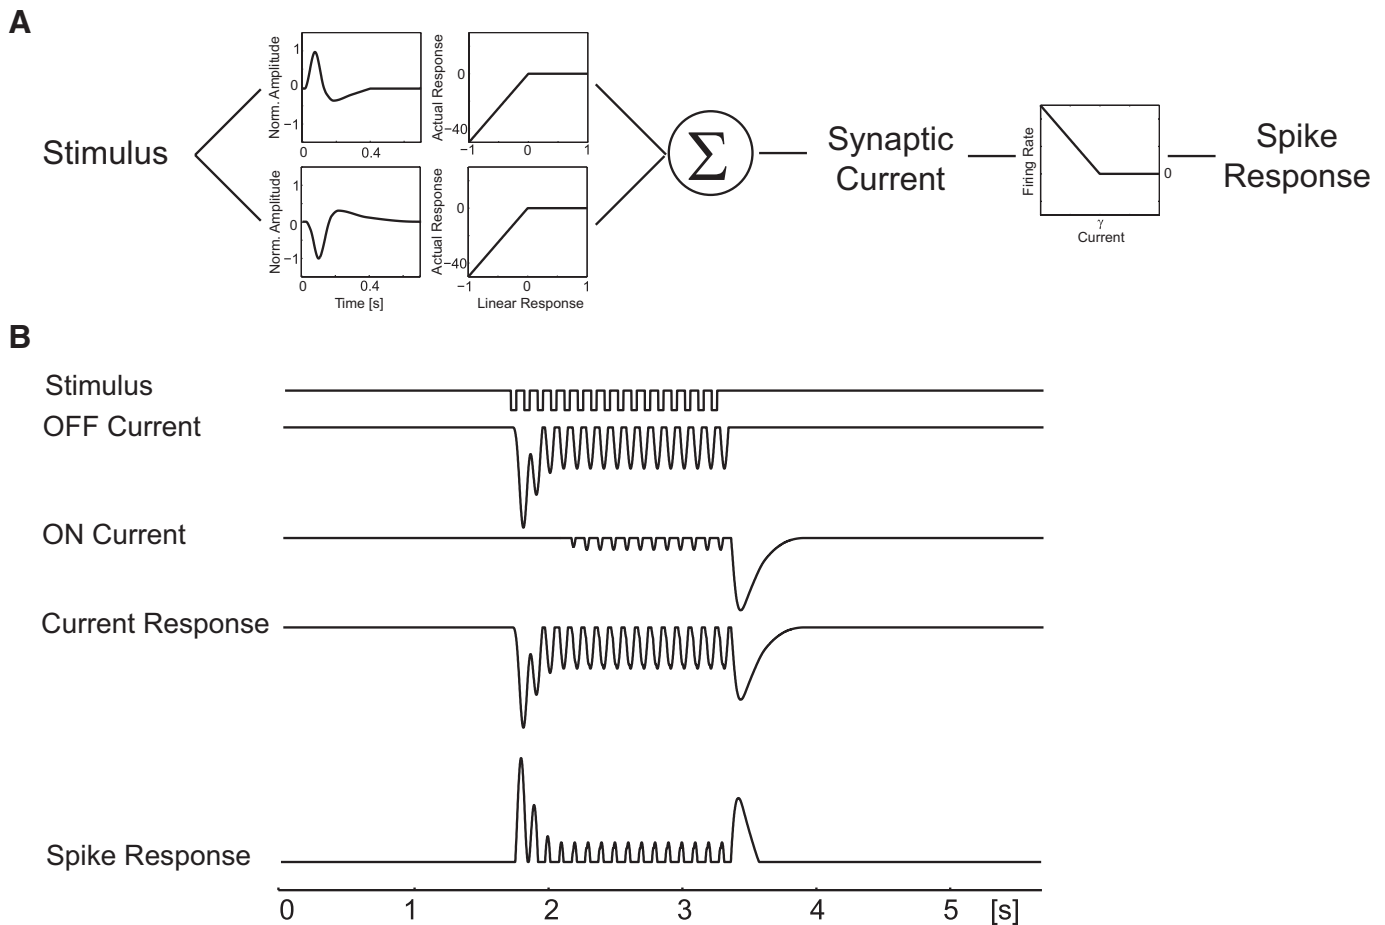 A
Stimulus
Norm. Amplitude
1
0
−1
0
0.4
Actual Response
0
−40
−1
0
1
Norm. Amplitude
1
0
−1
0
0.4
Time [s]
Actual Response
0
−40
−1
0
1
Linear Response
Σ
Synaptic
Current
Firing Rate
0
γ
Current
Spike
Response
B
Stimulus
OFF Current
ON Current
Current Response
Spike Response
0 1 2 3 4 5 [s]